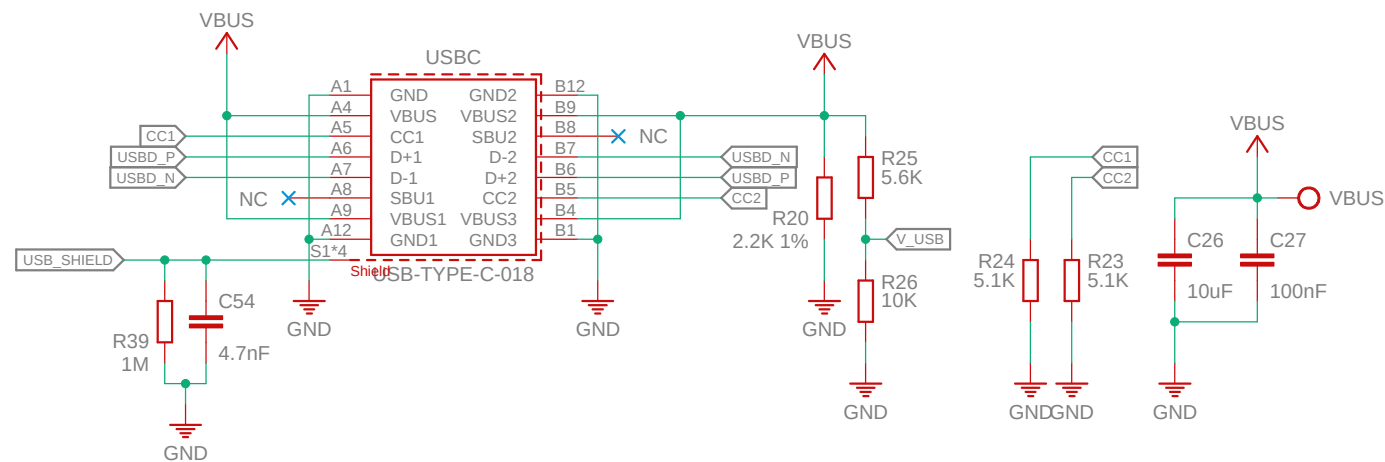 VBUS
USBC
VBUS
A1 GND GND2 B12
A4 VBUS VBUS2 B9
CC1 A5 CC1 SBU2 B8 NC
USBD_P A6 D+1 D-2 B7 USBD_N
USBD_N A7 D-1 D+2 B6 USBD_P
NC A8 SBU1 CC2 B5 CC2
A9 VBUS1 VBUS3 B4
A12 GND1 GND3 B1
USB_SHIELD S1*4
Shield
USB-TYPE-C-018
R39
1M
C54
4.7nF
GND
GND
GND
R20
2.2K 1%
GND
R25
5.6K
V_USB
R26
10K
GND
CC1
CC2
R24
5.1K
R23
5.1K
GND
GND
VBUS
VBUS
C26
10uF
C27
100nF
GND